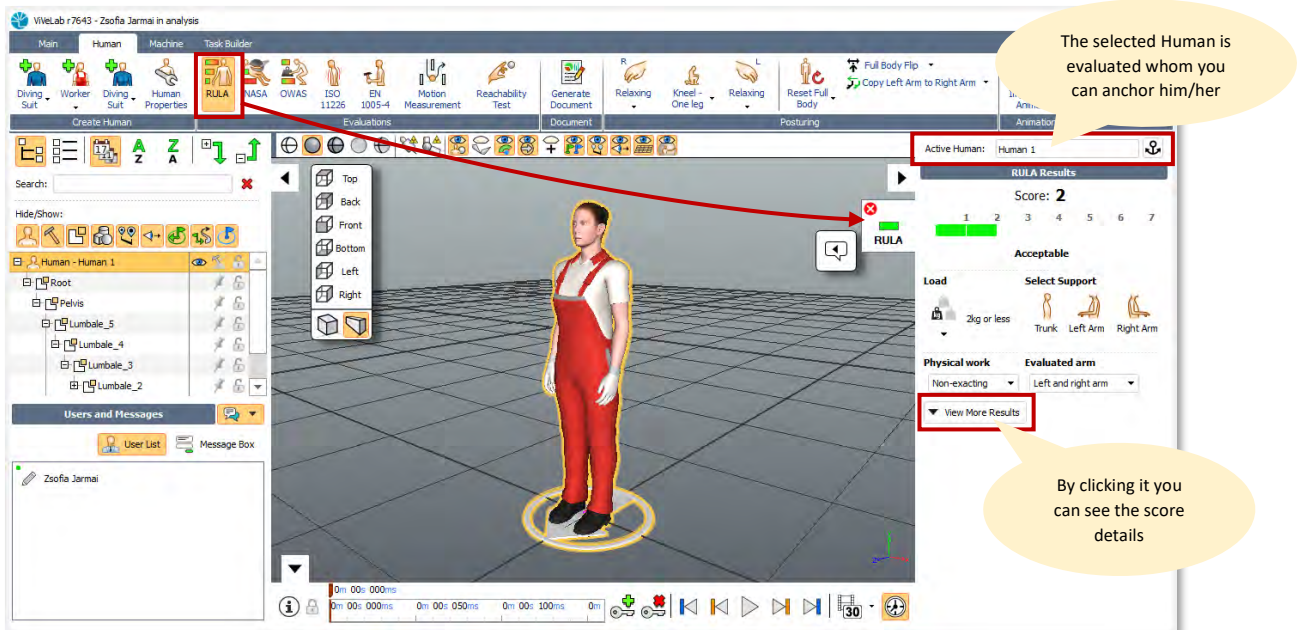 ViVeLab r7643 - Zsofia Jarmai in analysis
The selected Human is
evaluated whom you
can anchor him/her
Main Human Machine Task Builder
Diving Suit
Worker
Diving Suit
Human Properties
RULA
NASA
OWAS
ISO 11226
EN 1005-4
Motion Measurement
Reachability Test
Generate Document
R
Relaxing
Kneel - One leg
L
Relaxing
Reset Full Body
Full Body Flip
Copy Left Arm to Right Arm
Create Human
Evaluations
Document
Posturing
Animation
17
A
Z
Z
A
Search:
Hide/Show:
Human - Human 1
Root
Pelvis
Lumbale_5
Lumbale_4
Lumbale_3
Lumbale_2
Users and Messages
User List
Message Box
Zsofia Jarmai
Top
Back
Front
Bottom
Left
Right
RULA
Active Human: Human 1
RULA Results
Score: 2
1 2 3 4 5 6 7
Acceptable
Load
Select Support
2kg or less
Trunk Left Arm Right Arm
Physical work
Evaluated arm
Non-exacting
Left and right arm
View More Results
By clicking it you
can see the score
details
0m 00s 000ms
0m 00s 000ms 0m 00s 050ms 0m 00s 100ms 0m
30